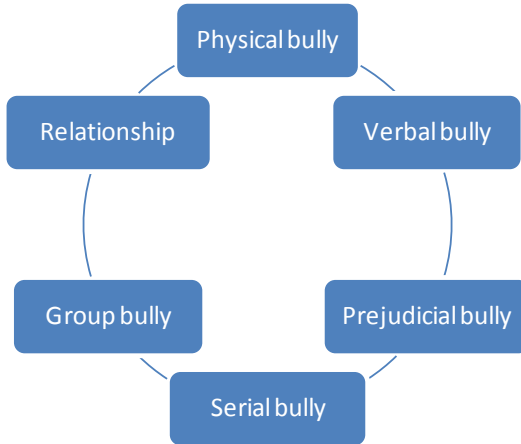 Physical bully
Relationship
Verbal bully
Group bully
Prejudicial bully
Serial bully